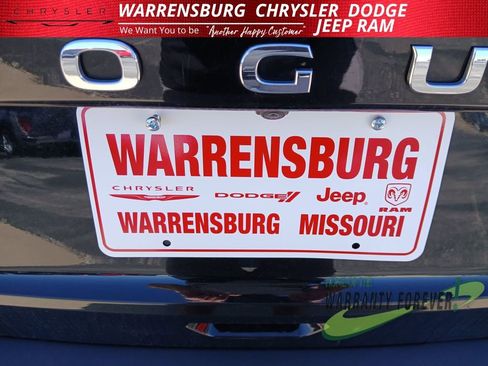 CHRYSLER
WARRENSBURG CHRYSLER DODGE
JEEP RAM
We Want You to be "Another Happy Customer"
O G U
WARRENSBURG
CHRYSLER DODGE Jeep RAM
WARRENSBURG MISSOURI
WARRANTY FOREVER!